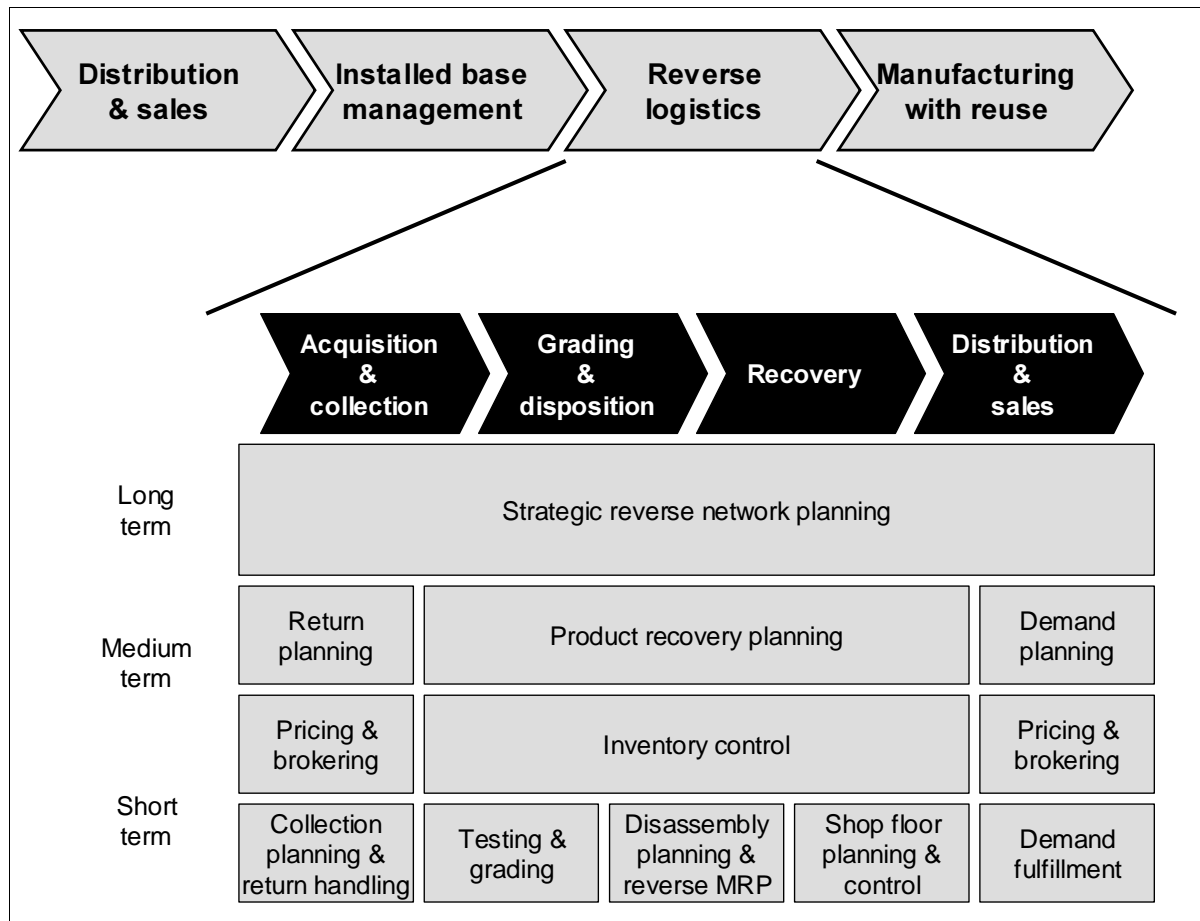 Distribution
& sales
Installed base
management
Reverse
logistics
Manufacturing
with reuse
Acquisition
&
collection
Grading
&
disposition
Recovery
Distribution
&
sales
Long
term
Strategic reverse network planning
Medium
term
Return
planning
Product recovery planning
Demand
planning
Pricing &
brokering
Inventory control
Pricing &
brokering
Short
term
Collection
planning &
return handling
Testing &
grading
Disassembly
planning &
reverse MRP
Shop floor
planning &
control
Demand
fulfillment